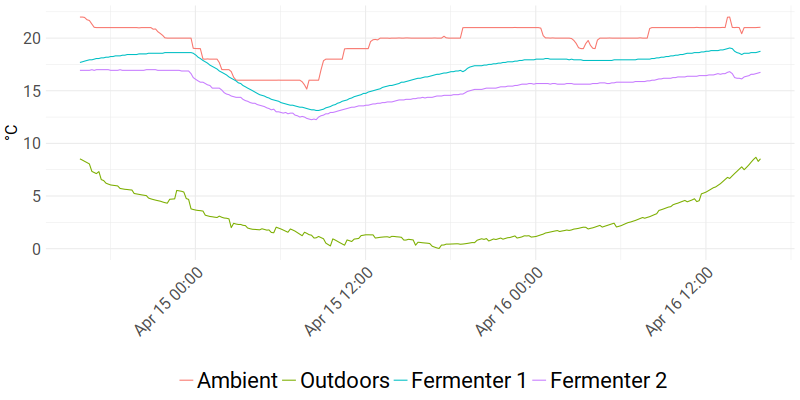 20
15
10
5
0
°C
Apr 15 00:00
Apr 15 12:00
Apr 16 00:00
Apr 16 12:00
Ambient Outdoors Fermenter 1 Fermenter 2